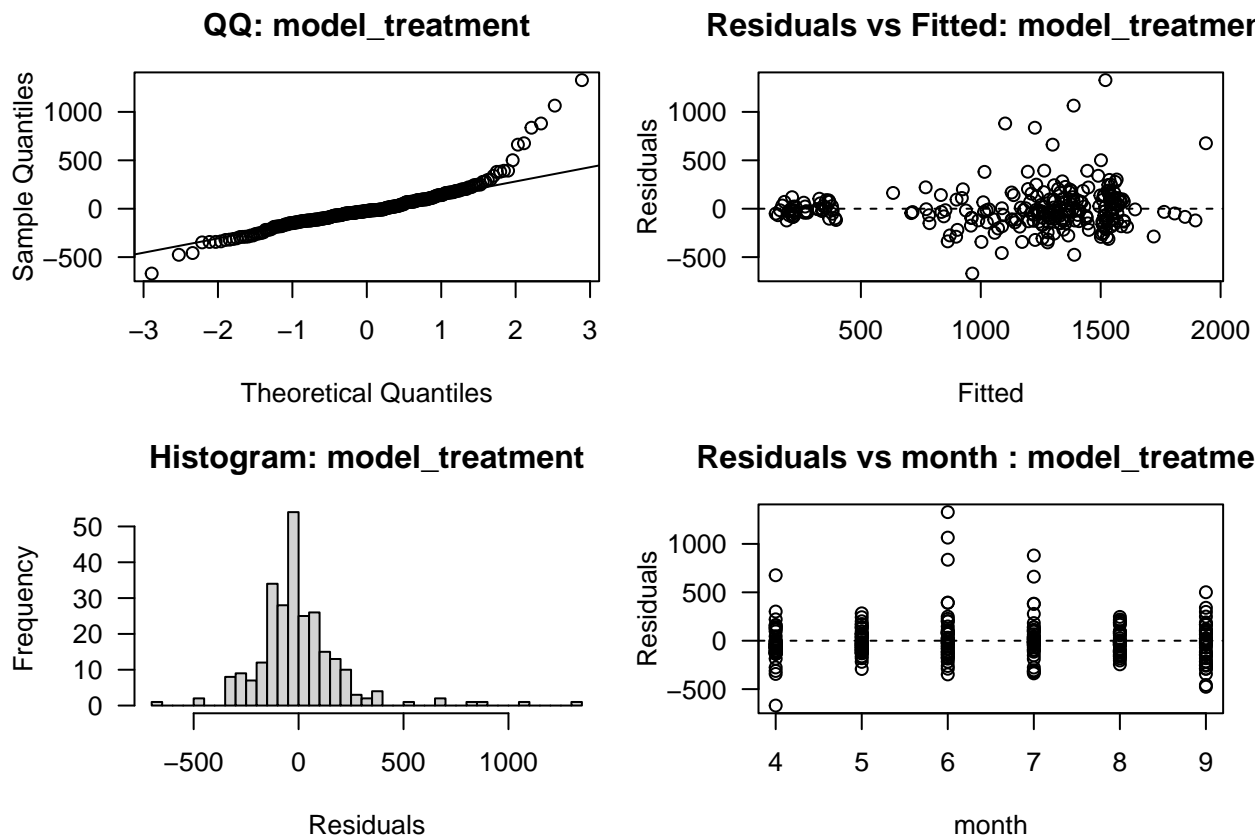 QQ: model_treatment
Sample Quantiles
1000
500
0
−500
−3 −2 −1 0 1 2 3
Theoretical Quantiles
Residuals vs Fitted: model_treatmen
Residuals
1000
500
0
−500
500 1000 1500 2000
Fitted
Histogram: model_treatment
Frequency
50
40
30
20
10
0
−500 0 500 1000
Residuals
Residuals vs month : model_treatme
Residuals
1000
500
0
−500
4 5 6 7 8 9
month